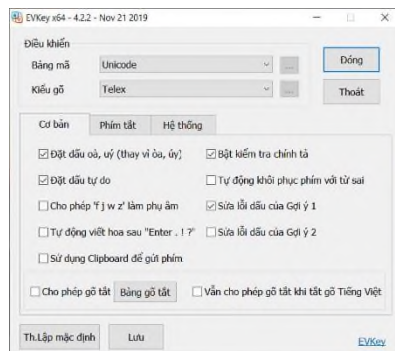 EVKey x64 - 4.2.2 - Nov 21 2019
Điều khiển
Bảng mã Unicode ... Đóng
Kiểu gõ Telex ... Thoát
Cơ bản Phím tắt Hệ thống
Đặt dấu oà, uý (thay vì òa, úy) Bật kiểm tra chính tả
Đặt dấu tự do Tự động khôi phục phím với từ sai
Cho phép 'f j w z' làm phụ âm Sửa lỗi dấu của Gợi ý 1
Tự động viết hoa sau "Enter . ! ?" Sửa lỗi dấu của Gợi ý 2
Sử dụng Clipboard để gửi phím
Cho phép gõ tắt Bảng gõ tắt Vẫn cho phép gõ tắt khi tắt gõ Tiếng Việt
Th.Lập mặc định Lưu EVKey